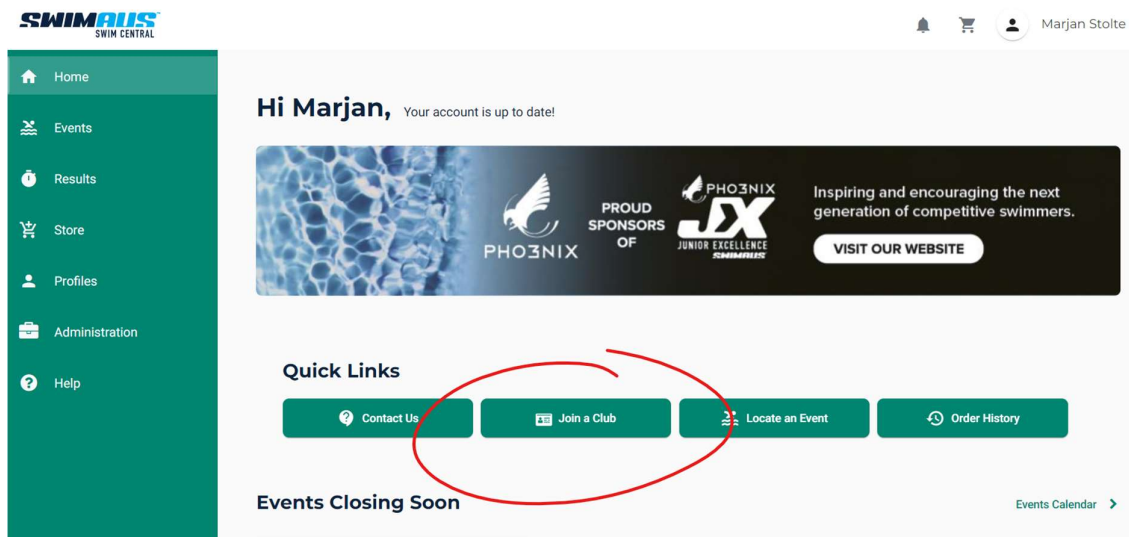 SWIMAUS
SWIM CENTRAL
Marjan Stolte
Home
Events
Results
Store
Profiles
Administration
Help
Hi Marjan, Your account is up to date!
PHO3NIX
PROUD
SPONSORS
OF
PHO3NIX
JX
JUNIOR EXCELLENCE
SWIMAUS
Inspiring and encouraging the next
generation of competitive swimmers.
VISIT OUR WEBSITE
Quick Links
Contact Us Join a Club Locate an Event Order History
Events Closing Soon
Events Calendar